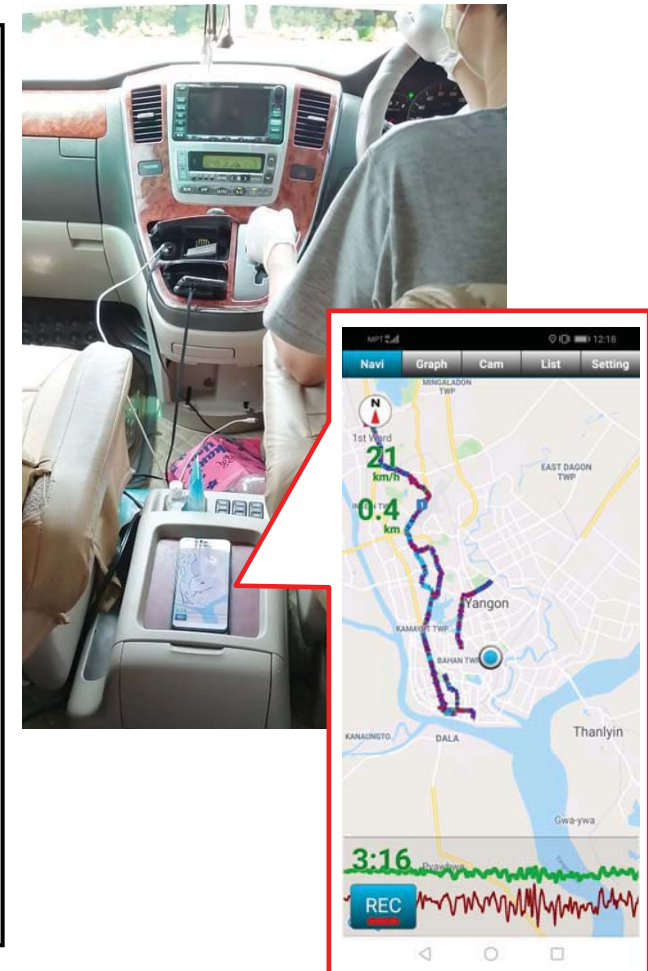 MPT
12:18
Navi Graph Cam List Setting
MINGALADON
TWP
N
1st Ward
21
km/h
EAST DAGON
TWP
0.4
km
Yangon
KAMAYUT TWP
BAHAN TWP
Thanlyin
KANAUNGTO
DALA
Gwa-ywa
3:16
REC